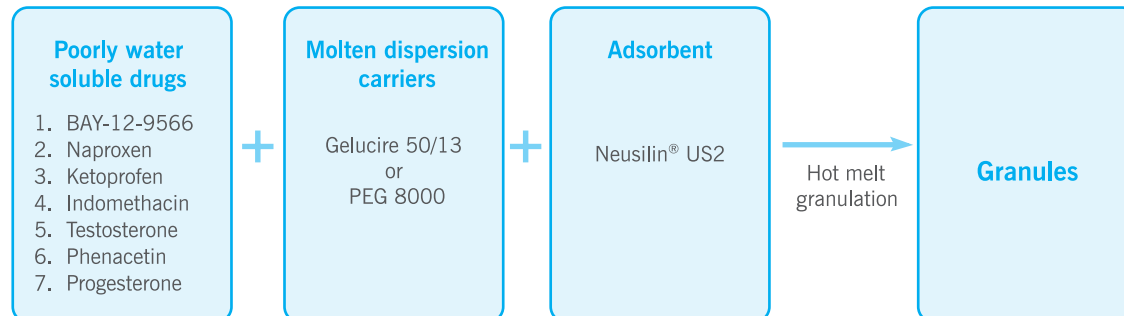 Poorly water
soluble drugs
1. BAY-12-9566
2. Naproxen
3. Ketoprofen
4. Indomethacin
5. Testosterone
6. Phenacetin
7. Progesterone
+
Molten dispersion
carriers
Gelucire 50/13
or
PEG 8000
+
Adsorbent
Neusilin® US2
Hot melt
granulation
Granules